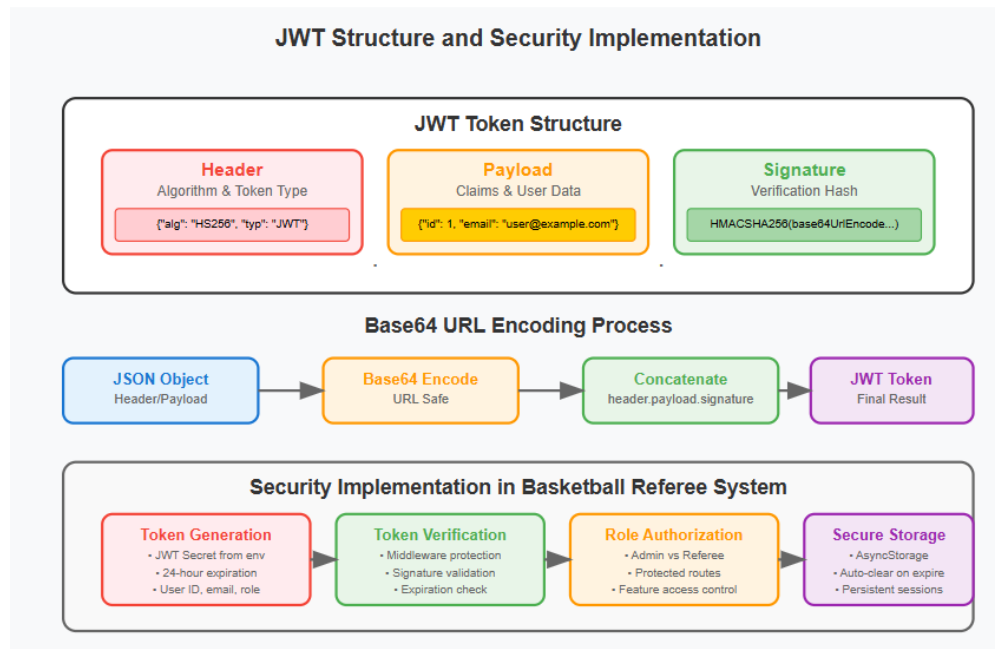 JWT Structure and Security Implementation
JWT Token Structure
Header
Algorithm & Token Type
{"alg": "HS256", "typ": "JWT"}
.
Payload
Claims & User Data
{"id": 1, "email": "user@example.com"}
.
Signature
Verification Hash
HMACSHA256(base64UrlEncode...)
Base64 URL Encoding Process
JSON Object
Header/Payload
Base64 Encode
URL Safe
Concatenate
header.payload.signature
JWT Token
Final Result
Security Implementation in Basketball Referee System
Token Generation
• JWT Secret from env
• 24-hour expiration
• User ID, email, role
Token Verification
• Middleware protection
• Signature validation
• Expiration check
Role Authorization
• Admin vs Referee
• Protected routes
• Feature access control
Secure Storage
• AsyncStorage
• Auto-clear on expire
• Persistent sessions